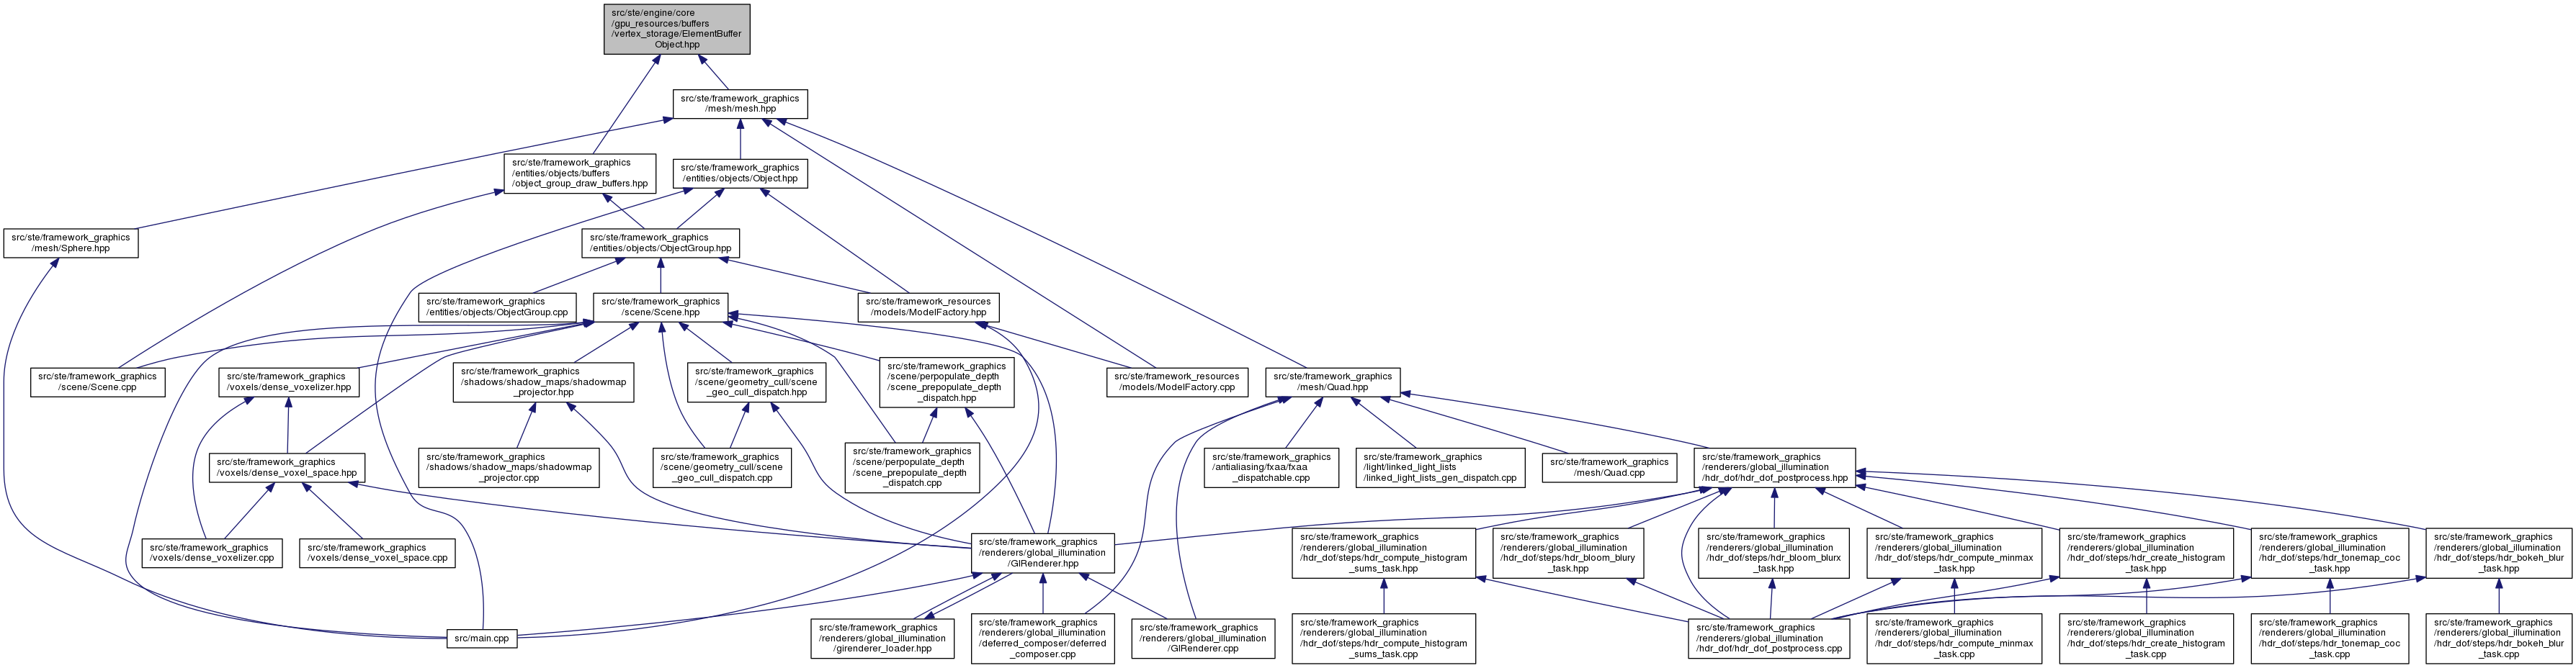 src/ste/engine/core
/gpu_resources/buffers
/vertex_storage/ElementBuffer
Object.hpp
src/ste/framework_graphics
/mesh/mesh.hpp
src/ste/framework_graphics
/entities/objects/buffers
/object_group_draw_buffers.hpp
src/ste/framework_graphics
/entities/objects/Object.hpp
src/ste/framework_graphics
/mesh/Sphere.hpp
src/ste/framework_graphics
/entities/objects/ObjectGroup.hpp
src/ste/framework_graphics
/entities/objects/ObjectGroup.cpp
src/ste/framework_graphics
/scene/Scene.hpp
src/ste/framework_resources
/models/ModelFactory.hpp
src/ste/framework_graphics
/scene/Scene.cpp
src/ste/framework_graphics
/voxels/dense_voxelizer.hpp
src/ste/framework_graphics
/shadows/shadow_maps/shadowmap
_projector.hpp
src/ste/framework_graphics
/scene/geometry_cull/scene
_geo_cull_dispatch.hpp
src/ste/framework_graphics
/scene/perpopulate_depth
/scene_prepopulate_depth
_dispatch.hpp
src/ste/framework_resources
/models/ModelFactory.cpp
src/ste/framework_graphics
/mesh/Quad.hpp
src/ste/framework_graphics
/voxels/dense_voxel_space.hpp
src/ste/framework_graphics
/shadows/shadow_maps/shadowmap
_projector.cpp
src/ste/framework_graphics
/scene/geometry_cull/scene
_geo_cull_dispatch.cpp
src/ste/framework_graphics
/scene/perpopulate_depth
/scene_prepopulate_depth
_dispatch.cpp
src/ste/framework_graphics
/antialiasing/fxaa/fxaa
_dispatchable.cpp
src/ste/framework_graphics
/light/linked_light_lists
/linked_light_lists_gen_dispatch.cpp
src/ste/framework_graphics
/mesh/Quad.cpp
src/ste/framework_graphics
/renderers/global_illumination
/hdr_dof/hdr_dof_postprocess.hpp
src/ste/framework_graphics
/voxels/dense_voxelizer.cpp
src/ste/framework_graphics
/voxels/dense_voxel_space.cpp
src/ste/framework_graphics
/renderers/global_illumination
/GIRenderer.hpp
src/ste/framework_graphics
/renderers/global_illumination
/hdr_dof/steps/hdr_compute_histogram
_sums_task.hpp
src/ste/framework_graphics
/renderers/global_illumination
/hdr_dof/steps/hdr_bloom_blury
_task.hpp
src/ste/framework_graphics
/renderers/global_illumination
/hdr_dof/steps/hdr_bloom_blurx
_task.hpp
src/ste/framework_graphics
/renderers/global_illumination
/hdr_dof/steps/hdr_compute_minmax
_task.hpp
src/ste/framework_graphics
/renderers/global_illumination
/hdr_dof/steps/hdr_create_histogram
_task.hpp
src/ste/framework_graphics
/renderers/global_illumination
/hdr_dof/steps/hdr_tonemap_coc
_task.hpp
src/ste/framework_graphics
/renderers/global_illumination
/hdr_dof/steps/hdr_bokeh_blur
_task.hpp
src/main.cpp
src/ste/framework_graphics
/renderers/global_illumination
/girenderer_loader.hpp
src/ste/framework_graphics
/renderers/global_illumination
/deferred_composer/deferred
_composer.cpp
src/ste/framework_graphics
/renderers/global_illumination
/GIRenderer.cpp
src/ste/framework_graphics
/renderers/global_illumination
/hdr_dof/steps/hdr_compute_histogram
_sums_task.cpp
src/ste/framework_graphics
/renderers/global_illumination
/hdr_dof/hdr_dof_postprocess.cpp
src/ste/framework_graphics
/renderers/global_illumination
/hdr_dof/steps/hdr_compute_minmax
_task.cpp
src/ste/framework_graphics
/renderers/global_illumination
/hdr_dof/steps/hdr_create_histogram
_task.cpp
src/ste/framework_graphics
/renderers/global_illumination
/hdr_dof/steps/hdr_tonemap_coc
_task.cpp
src/ste/framework_graphics
/renderers/global_illumination
/hdr_dof/steps/hdr_bokeh_blur
_task.cpp